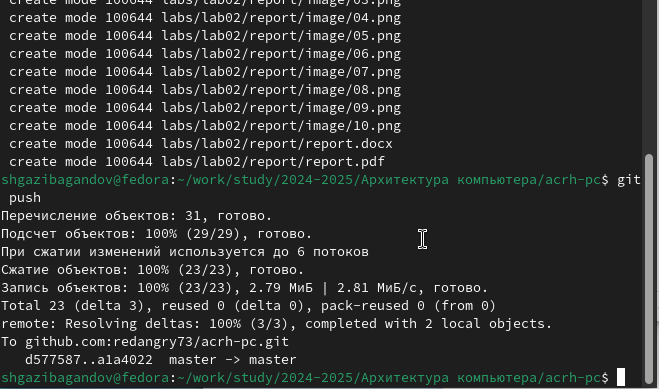 create mode 100644 labs/lab02/report/image/03.png
create mode 100644 labs/lab02/report/image/04.png
create mode 100644 labs/lab02/report/image/05.png
create mode 100644 labs/lab02/report/image/06.png
create mode 100644 labs/lab02/report/image/07.png
create mode 100644 labs/lab02/report/image/08.png
create mode 100644 labs/lab02/report/image/09.png
create mode 100644 labs/lab02/report/image/10.png
create mode 100644 labs/lab02/report/report.docx
create mode 100644 labs/lab02/report/report.pdf
shgazibagandov@fedora:~/work/study/2024-2025/Архитектура компьютера/acrh-pc$ git
push
Перечисление объектов: 31, готово.
Подсчет объектов: 100% (29/29), готово.
При сжатии изменений используется до 6 потоков
Сжатие объектов: 100% (23/23), готово.
Запись объектов: 100% (23/23), 2.79 МиБ | 2.81 МиБ/с, готово.
Total 23 (delta 3), reused 0 (delta 0), pack-reused 0 (from 0)
remote: Resolving deltas: 100% (3/3), completed with 2 local objects.
To github.com:redangry73/acrh-pc.git
d577587..a1a4022 master -> master
shgazibagandov@fedora:~/work/study/2024-2025/Архитектура компьютера/acrh-pc$